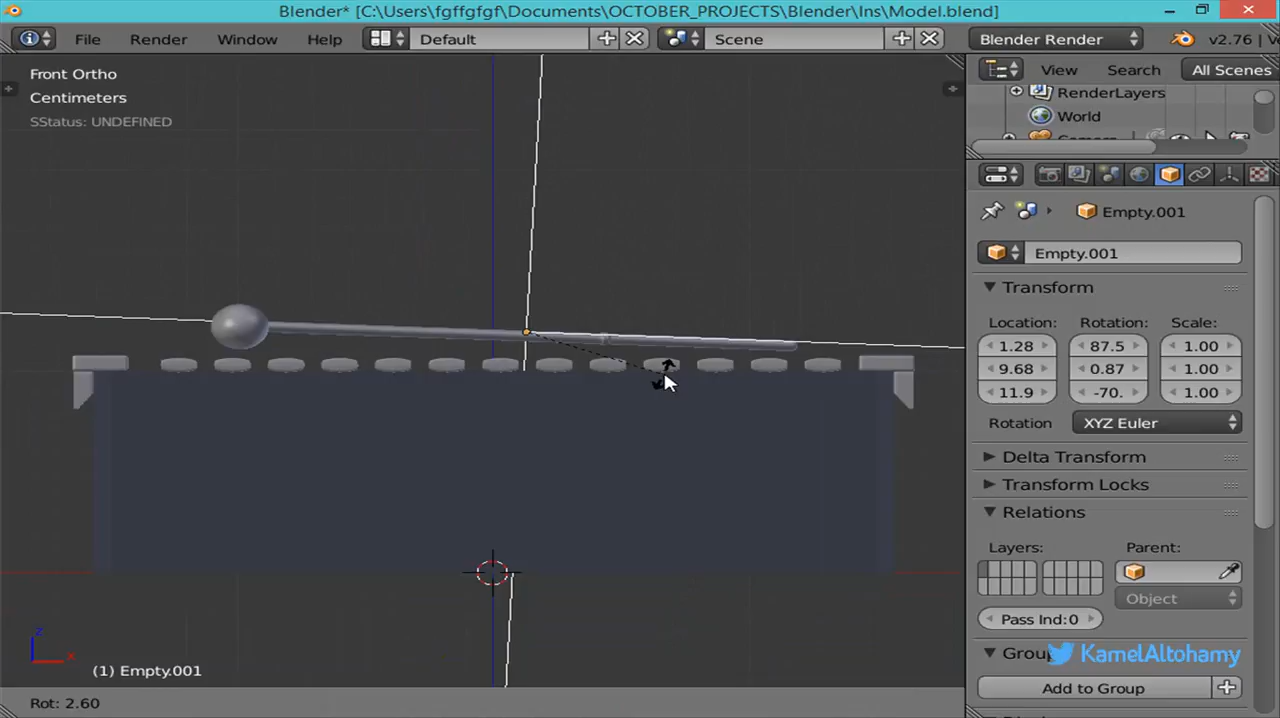 Blender* [C:\Users\fgffgfgf\Documents\OCTOBER_PROJECTS\Blender\Ins\Model.blend]
File Render Window Help Default Scene Blender Render v2.76
Front Ortho
Centimeters
SStatus: UNDEFINED
View Search All Scenes
RenderLayers
World
Empty.001
Empty.001
Transform
Location: Rotation: Scale:
1.28 87.5 1.00
9.68 0.87 1.00
11.9 -70. 1.00
Rotation XYZ Euler
Delta Transform
Transform Locks
Relations
Layers: Parent:
Object
Pass Ind:0
KamelAltohamy
Add to Group
z
x
(1) Empty.001
Rot: 2.60